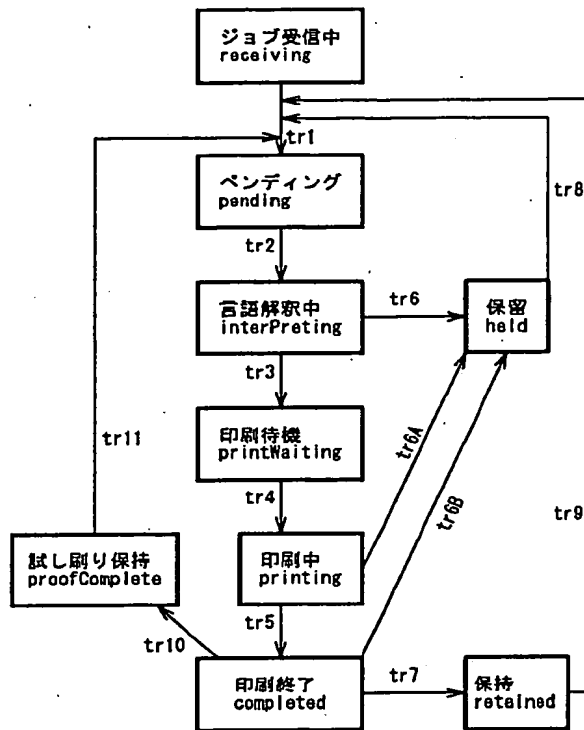 ジョブ受信中
receiving
tr1
ペンディング
pending
tr8
tr2
言語解釈中
interPreting
tr6
保留
held
tr3
印刷待機
printWaiting
tr11
tr6A
tr4
tr6B
tr9
試し刷り保持
proofComplete
印刷中
printing
tr5
tr10
印刷終了
completed
tr7
保持
retained